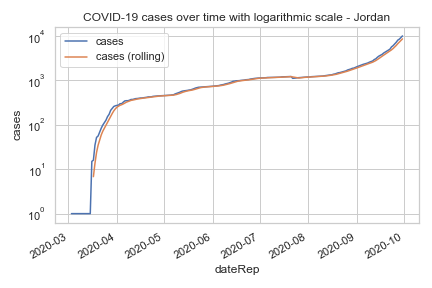 COVID-19 cases over time with logarithmic scale - Jordan
cases
cases (rolling)
10^4
10^3
10^2
10^1
10^0
cases
2020-03
2020-04
2020-05
2020-06
2020-07
2020-08
2020-09
2020-10
dateRep